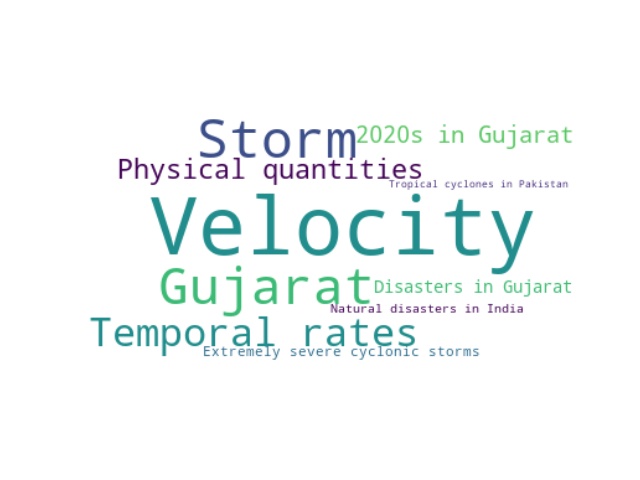 Storm
2020s in Gujarat
Physical quantities
Tropical cyclones in Pakistan
Velocity
Gujarat
Disasters in Gujarat
Natural disasters in India
Temporal rates
Extremely severe cyclonic storms